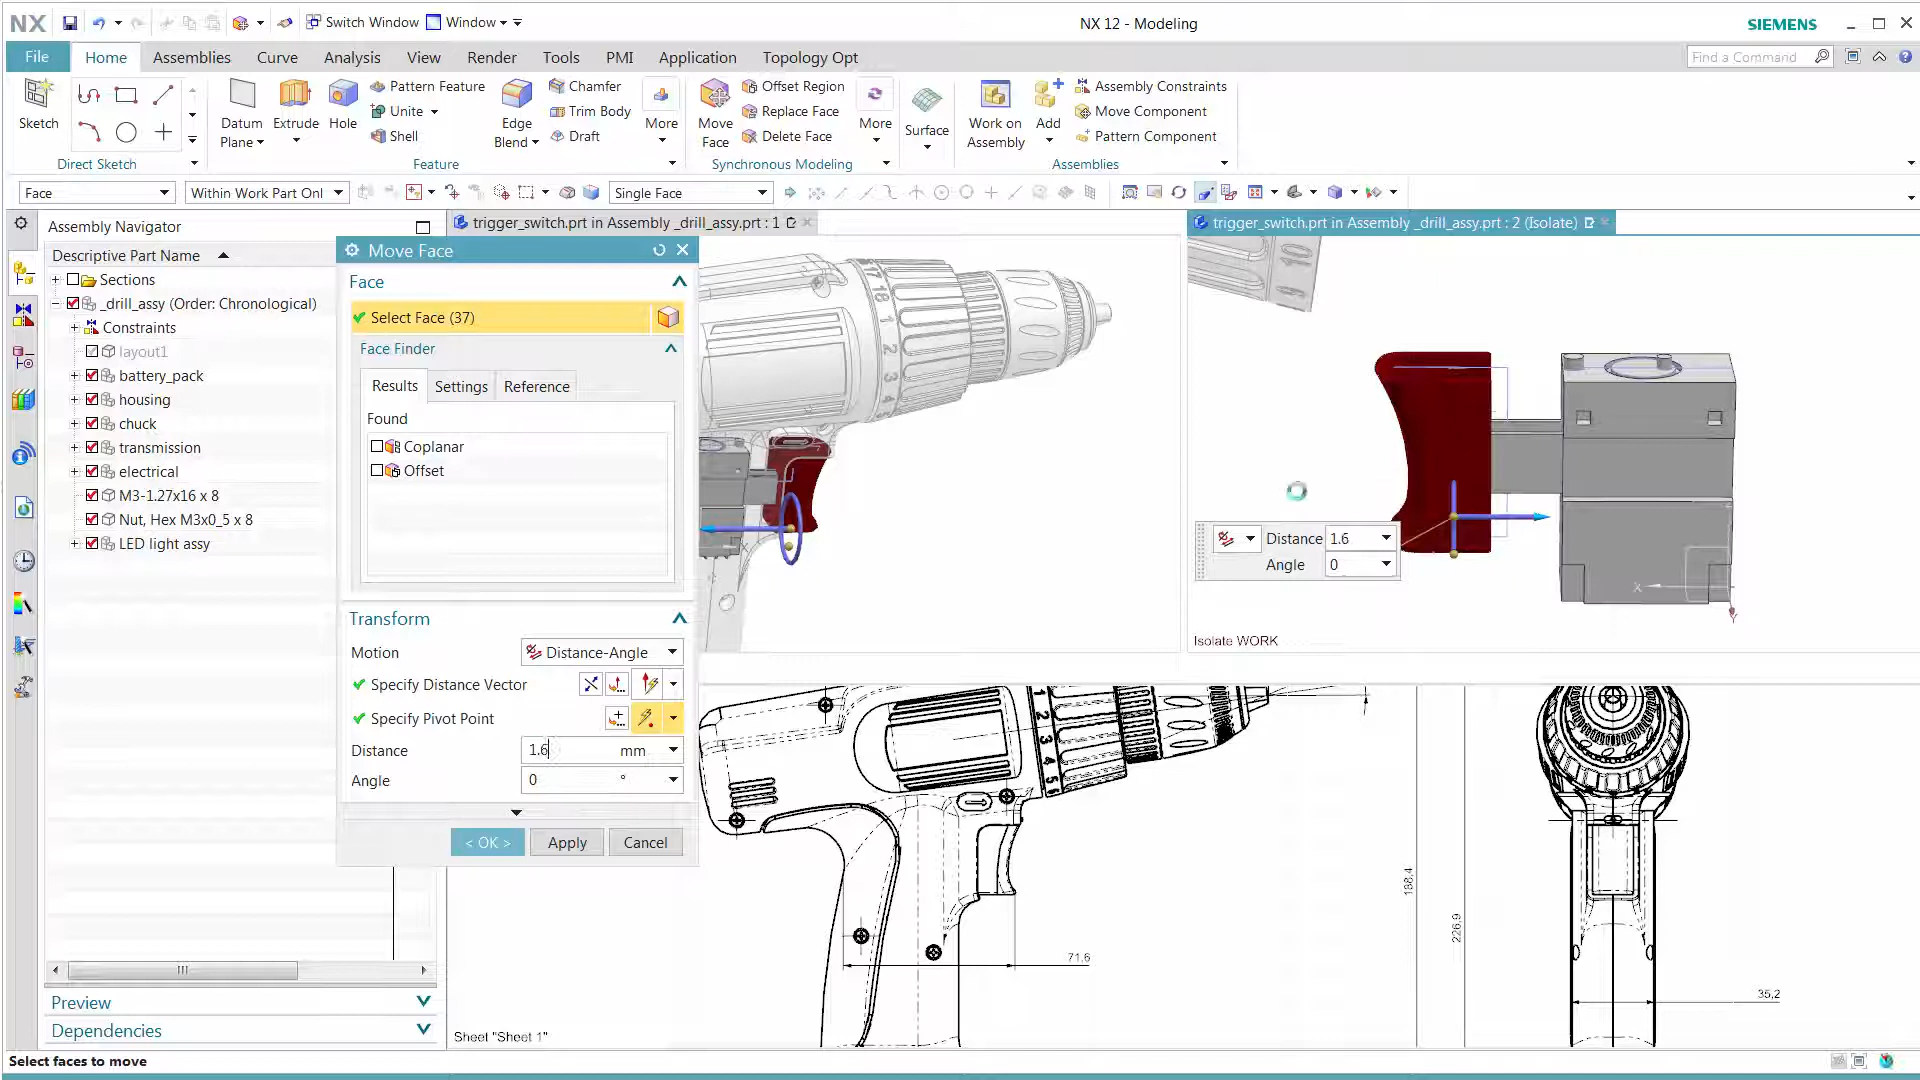 NX
Switch Window
Window
NX 12 - Modeling
SIEMENS
File
Home
Assemblies
Curve
Analysis
View
Render
Tools
PMI
Application
Topology Opt
Find a Command
Sketch
Direct Sketch
Datum
Plane
Extrude
Hole
Pattern Feature
Unite
Shell
Edge
Blend
Chamfer
Trim Body
Draft
More
Feature
Move
Face
Offset Region
Replace Face
Delete Face
More
Synchronous Modeling
Surface
Work on
Assembly
Add
Assembly Constraints
Move Component
Pattern Component
Assemblies
Face
Within Work Part Onl
Single Face
Assembly Navigator
Descriptive Part Name
Sections
_drill_assy (Order: Chronological)
Constraints
layout1
battery_pack
housing
chuck
transmission
electrical
M3-1.27x16 x 8
Nut, Hex M3x0_5 x 8
LED light assy
Preview
Dependencies
Select faces to move
trigger_switch.prt in Assembly _drill_assy.prt : 1
trigger_switch.prt in Assembly _drill_assy.prt : 2 (Isolate)
Move Face
Face
Select Face (37)
Face Finder
Results
Settings
Reference
Found
Coplanar
Offset
Transform
Motion
Distance-Angle
Specify Distance Vector
Specify Pivot Point
Distance
1.6
mm
Angle
0
°
< OK >
Apply
Cancel
Distance
1.6
Angle
0
X
Y
Isolate WORK
71,6
188,4
226,9
35,2
Sheet "Sheet 1"